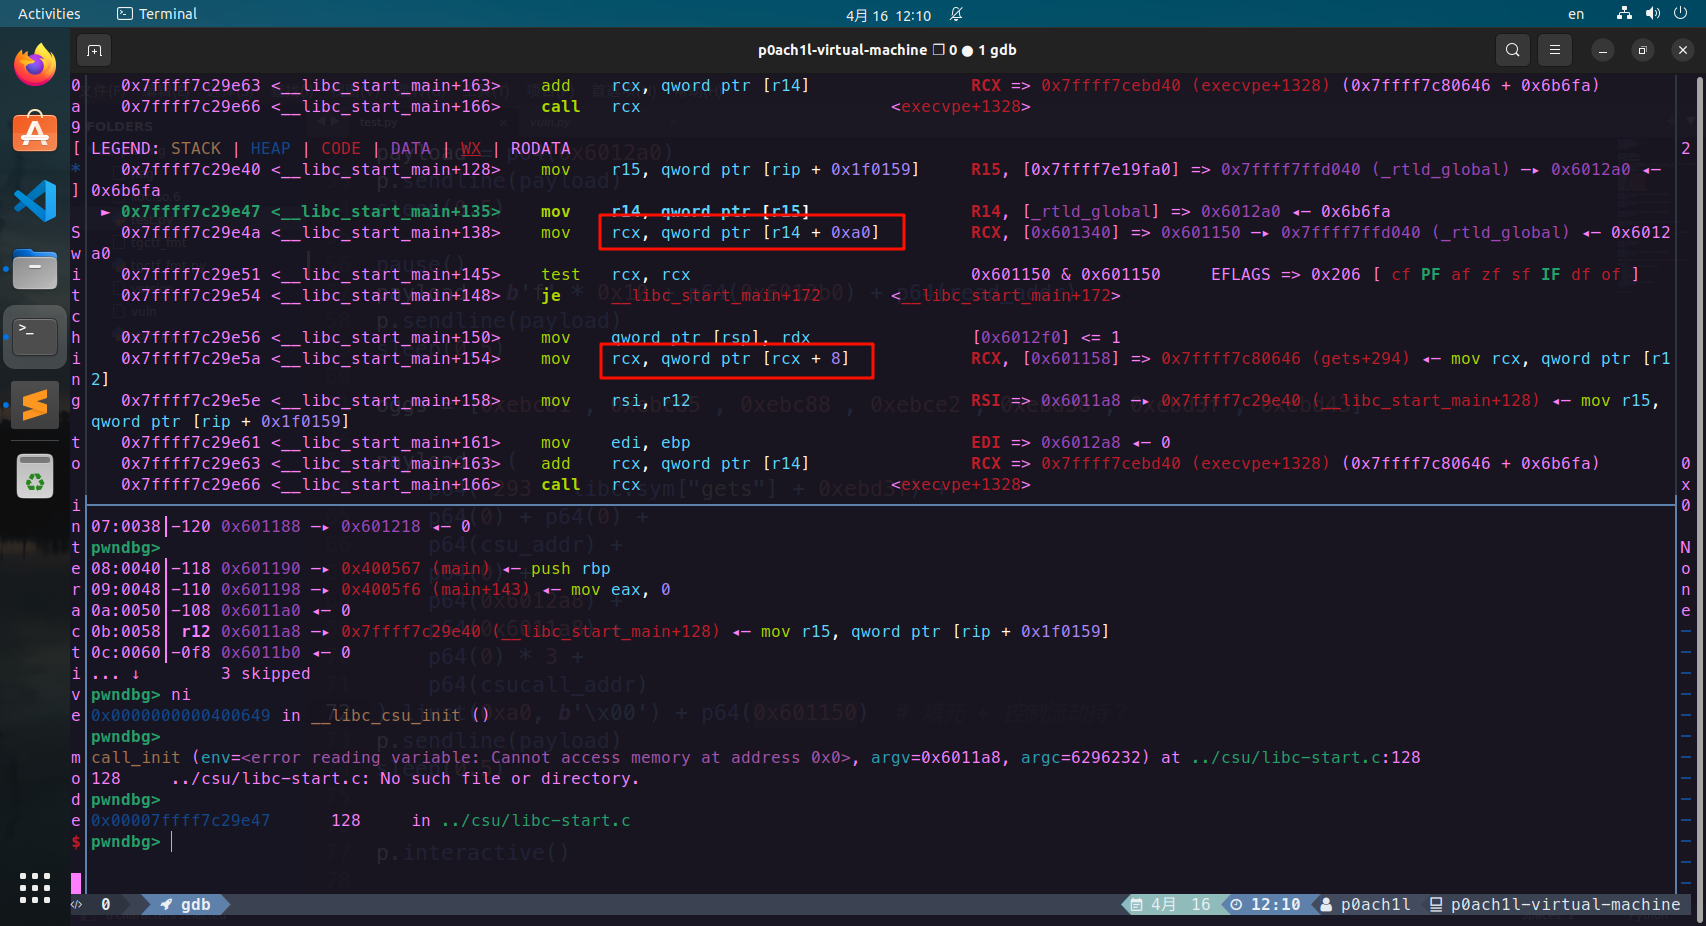 Activities
Terminal
4月 16 12:10
en
p0ach1l-virtual-machine ❐ 0 ● 1 gdb
0x7ffff7c29e63 <__libc_start_main+163> add rcx, qword ptr [r14] RCX => 0x7ffff7cebd40 (execvpe+1328) (0x7ffff7c80646 + 0x6b6fa)
0x7ffff7c29e66 <__libc_start_main+166> call rcx <execvpe+1328>
LEGEND: STACK | HEAP | CODE | DATA | WX | RODATA
0x7ffff7c29e40 <__libc_start_main+128> mov r15, qword ptr [rip + 0x1f0159] R15, [0x7ffff7e19fa0] => 0x7ffff7ffd040 (_rtld_global) —▸ 0x6012a0 ◂—
0x6b6fa
► 0x7ffff7c29e47 <__libc_start_main+135> mov r14, qword ptr [r15] R14, [_rtld_global] => 0x6012a0 ◂— 0x6b6fa
0x7ffff7c29e4a <__libc_start_main+138> mov rcx, qword ptr [r14 + 0xa0] RCX, [0x601340] => 0x601150 —▸ 0x7ffff7ffd040 (_rtld_global) ◂— 0x6012
a0
0x7ffff7c29e51 <__libc_start_main+145> test rcx, rcx 0x601150 & 0x601150 EFLAGS => 0x206 [ cf PF af zf sf IF df of ]
0x7ffff7c29e54 <__libc_start_main+148> je __libc_start_main+172 <__libc_start_main+172>
0x7ffff7c29e56 <__libc_start_main+150> mov qword ptr [rsp], rdx [0x6012f0] <= 1
0x7ffff7c29e5a <__libc_start_main+154> mov rcx, qword ptr [rcx + 8] RCX, [0x601158] => 0x7ffff7c80646 (gets+294) ◂— mov rcx, qword ptr [r1
2]
0x7ffff7c29e5e <__libc_start_main+158> mov rsi, r12 RSI => 0x6011a8 —▸ 0x7ffff7c29e40 (__libc_start_main+128) ◂— mov r15,
qword ptr [rip + 0x1f0159]
0x7ffff7c29e61 <__libc_start_main+161> mov edi, ebp EDI => 0x6012a8 ◂— 0
0x7ffff7c29e63 <__libc_start_main+163> add rcx, qword ptr [r14] RCX => 0x7ffff7cebd40 (execvpe+1328) (0x7ffff7c80646 + 0x6b6fa)
0x7ffff7c29e66 <__libc_start_main+166> call rcx <execvpe+1328>
07:0038│-120 0x601188 —▸ 0x601218 ◂— 0
pwndbg>
08:0040│-118 0x601190 —▸ 0x400567 (main) ◂— push rbp
09:0048│-110 0x601198 —▸ 0x4005f6 (main+143) ◂— mov eax, 0
0a:0050│-108 0x6011a0 ◂— 0
0b:0058│ r12 0x6011a8 —▸ 0x7ffff7c29e40 (__libc_start_main+128) ◂— mov r15, qword ptr [rip + 0x1f0159]
0c:0060│-0f8 0x6011b0 ◂— 0
... ↓ 3 skipped
pwndbg> ni
0x0000000000400649 in __libc_csu_init ()
pwndbg>
call_init (env=<error reading variable: Cannot access memory at address 0x0>, argv=0x6011a8, argc=6296232) at ../csu/libc-start.c:128
128 ../csu/libc-start.c: No such file or directory.
pwndbg>
0x00007ffff7c29e47 128 in ../csu/libc-start.c
pwndbg>
p.interactive()
0 gdb
4月 16 12:10 p0ach1l p0ach1l-virtual-machine